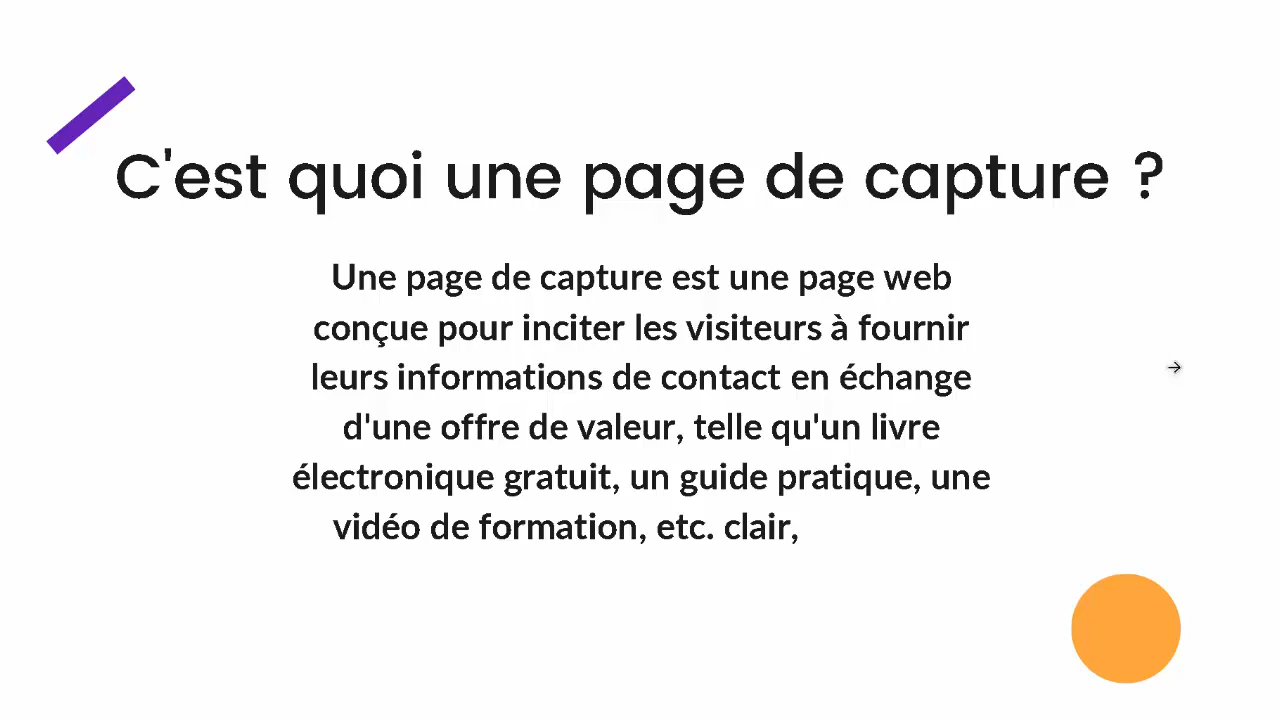 C'est quoi une page de capture ?
Une page de capture est une page web
conçue pour inciter les visiteurs à fournir
leurs informations de contact en échange
d'une offre de valeur, telle qu'un livre
électronique gratuit, un guide pratique, une
vidéo de formation, etc. clair,